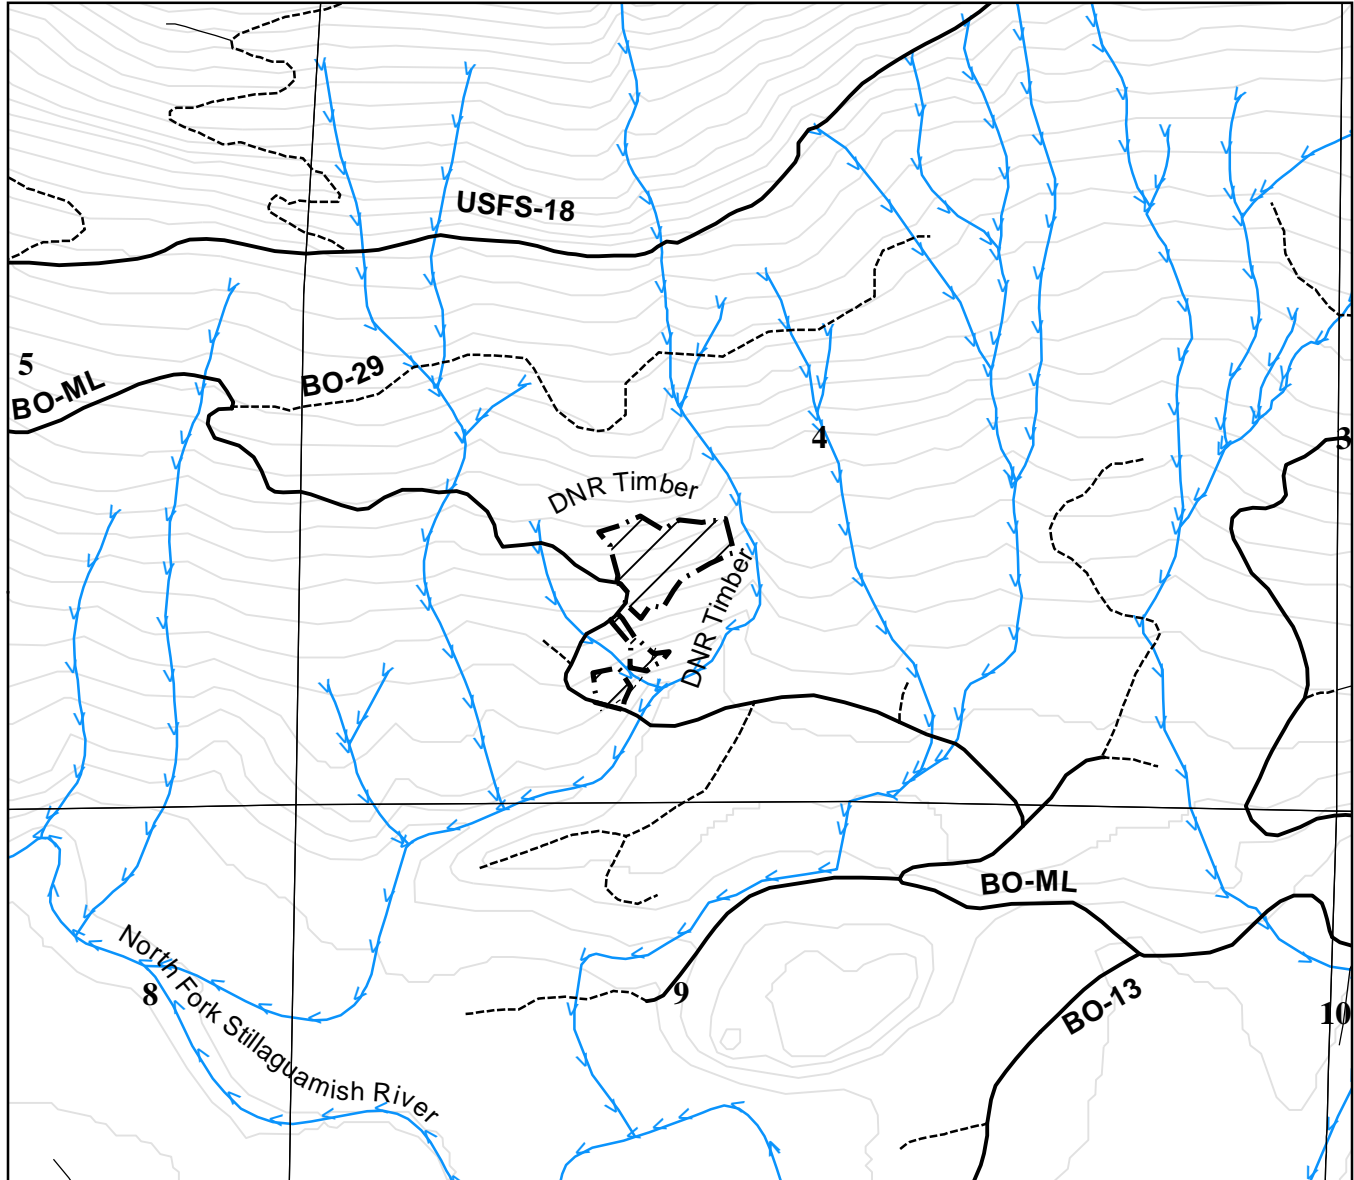 USFS-18
5
BO-ML
BO-29
4
3
DNR Timber
DNR Timber
BO-ML
North Fork Stillaguamish River
8
9
BO-13
10